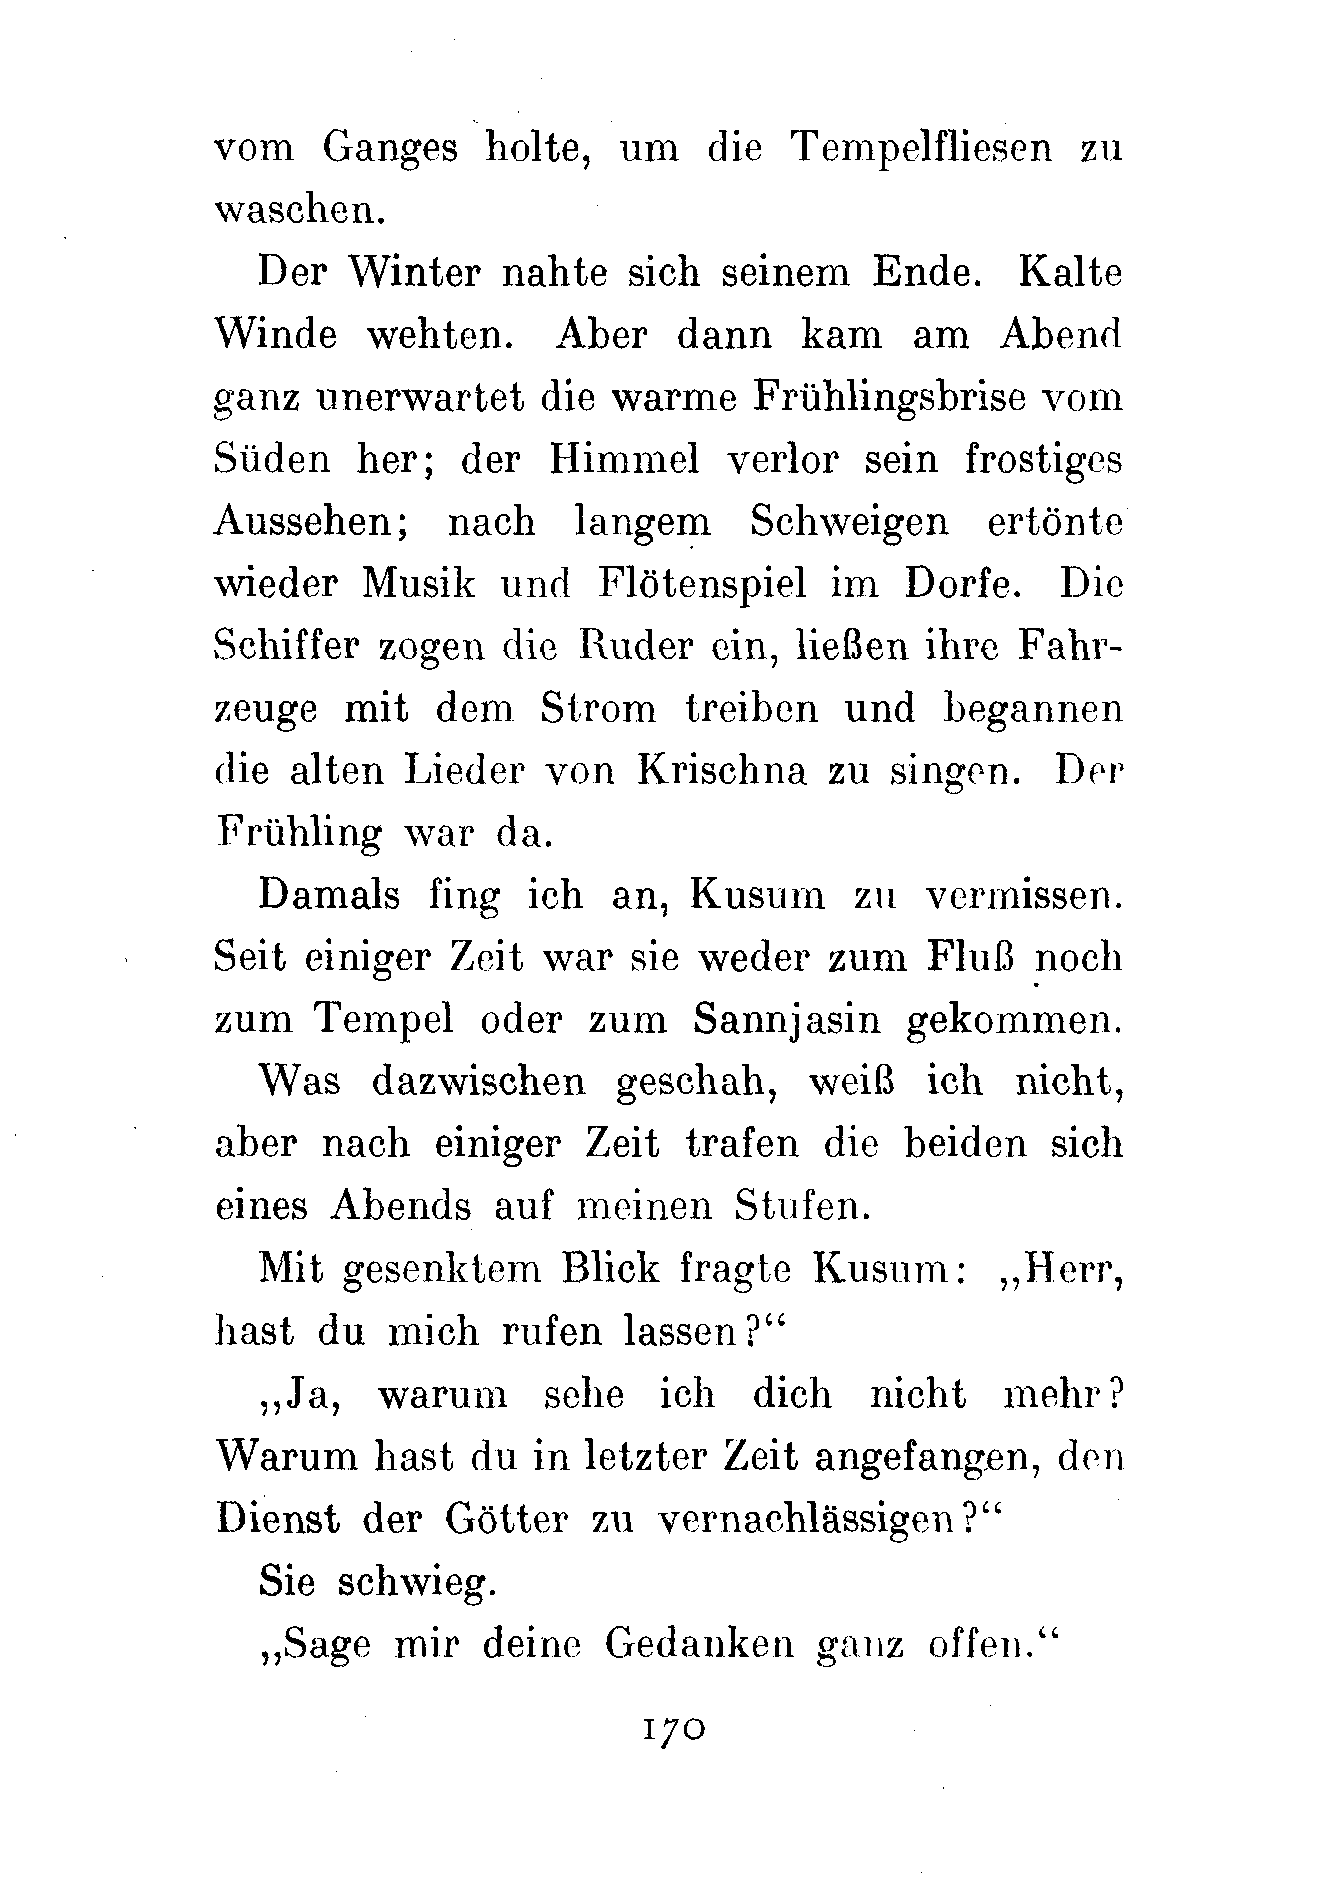 vom Ganges holte, um die Tempelfliesen zu
waschen.
Der Winter nahte sich seinem Ende. Kalte
Winde wehten. Aber dann kam am Abend
ganz unerwartet die warme Frühlingsbrise vom
Süden her; der Himmel verlor sein frostiges
Aussehen; nach langem Schweigen ertönte
wieder Musik und Flötenspiel im Dorfe. Die
Schiffer zogen die Ruder ein, ließen ihre Fahr-
zeuge mit dem Strom treiben und begannen
die alten Lieder von Krischna zu singen. Der
Frühling war da.
Damals fing ich an, Kusum zu vermissen.
Seit einiger Zeit war sie weder zum Fluß noch
zum Tempel oder zum Sannjasin gekommen.
Was dazwischen geschah, weiß ich nicht,
aber nach einiger Zeit trafen die beiden sich
eines Abends auf meinen Stufen.
Mit gesenktem Blick fragte Kusum: „Herr,
hast du mich rufen lassen?“
„Ja, warum sehe ich dich nicht mehr?
Warum hast du in letzter Zeit angefangen, den
Dienst der Götter zu vernachlässigen?“
Sie schwieg.
„Sage mir deine Gedanken ganz offen.“
170